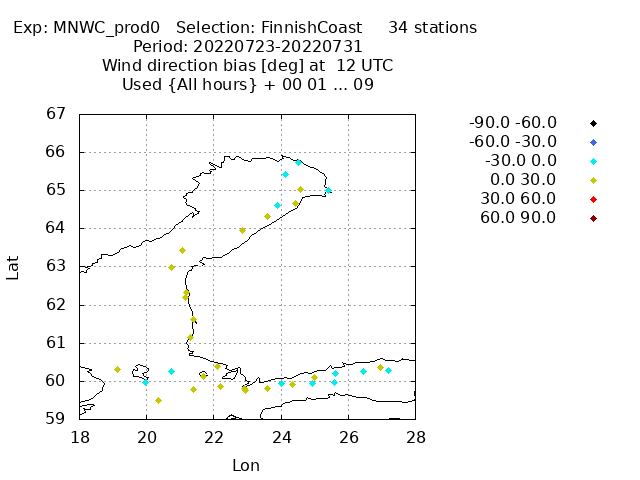 Exp: MNWC_prod0   Selection: FinnishCoast     34 stations
Period: 20220723-20220731
Wind direction bias [deg] at  12 UTC
Used {All hours} + 00 01 ... 09
67
66
65
64
63
62
61
60
59
Lat
18 20 22 24 26 28
Lon
-90.0 -60.0
-60.0 -30.0
-30.0 0.0
0.0 30.0
30.0 60.0
60.0 90.0